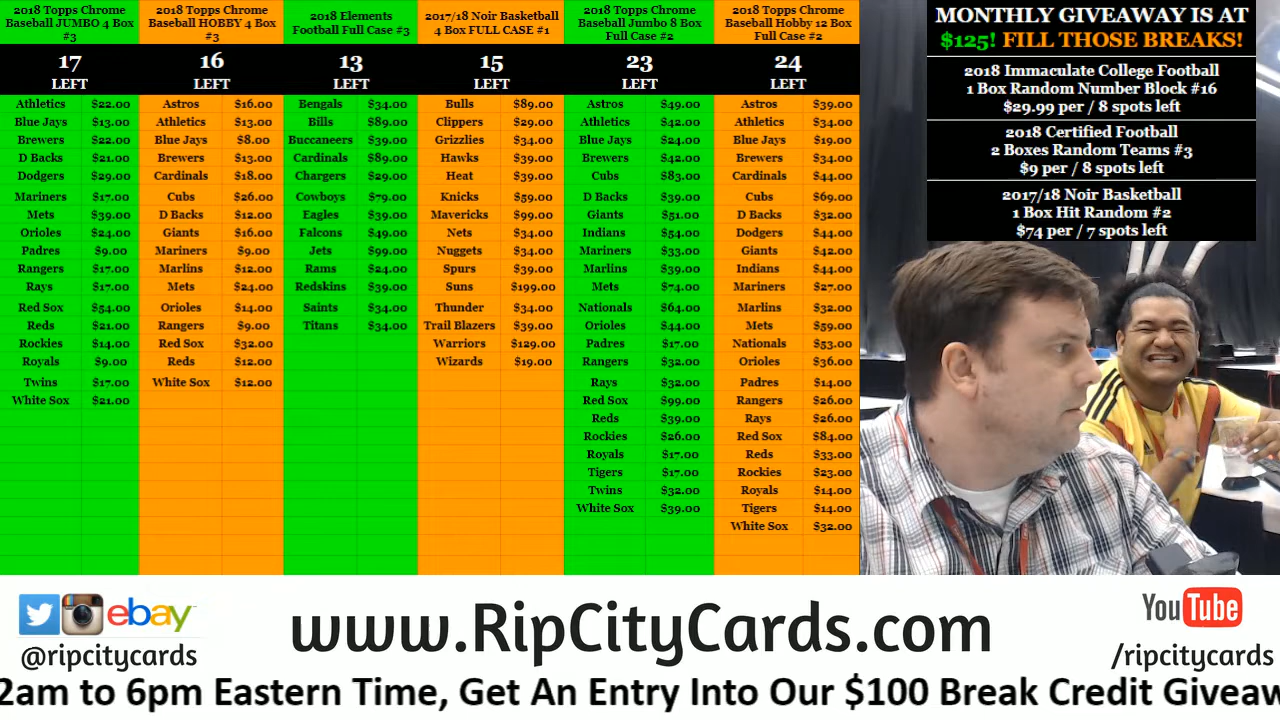 2018 Topps Chrome
Baseball JUMBO 4 Box
#3
17
LEFT
Athletics $22.00
Blue Jays $13.00
Brewers $22.00
D Backs $21.00
Dodgers $29.00
Mariners $17.00
Mets $39.00
Orioles $24.00
Padres $9.00
Rangers $17.00
Rays $17.00
Red Sox $54.00
Reds $21.00
Rockies $14.00
Royals $9.00
Twins $17.00
White Sox $21.00
2018 Topps Chrome
Baseball HOBBY 4 Box
#3
16
LEFT
Astros $16.00
Athletics $13.00
Blue Jays $8.00
Brewers $13.00
Cardinals $18.00
Cubs $26.00
D Backs $12.00
Giants $16.00
Mariners $9.00
Marlins $12.00
Mets $24.00
Orioles $14.00
Rangers $9.00
Red Sox $32.00
Reds $12.00
White Sox $12.00
2018 Elements
Football Full Case #3
13
LEFT
Bengals $34.00
Bills $89.00
Buccaneers $39.00
Cardinals $89.00
Chargers $29.00
Cowboys $79.00
Eagles $39.00
Falcons $49.00
Jets $99.00
Rams $24.00
Redskins $39.00
Saints $34.00
Titans $34.00
2017/18 Noir Basketball
4 Box FULL CASE #1
15
LEFT
Bulls $89.00
Clippers $29.00
Grizzlies $34.00
Hawks $39.00
Heat $39.00
Knicks $59.00
Mavericks $99.00
Nets $34.00
Nuggets $34.00
Spurs $39.00
Suns $199.00
Thunder $34.00
Trail Blazers $39.00
Warriors $129.00
Wizards $19.00
2018 Topps Chrome
Baseball Jumbo 8 Box
Full Case #2
23
LEFT
Astros $49.00
Athletics $42.00
Blue Jays $24.00
Brewers $42.00
Cubs $83.00
D Backs $39.00
Giants $51.00
Indians $54.00
Mariners $33.00
Marlins $39.00
Mets $74.00
Nationals $64.00
Orioles $44.00
Padres $17.00
Rangers $32.00
Rays $32.00
Red Sox $99.00
Reds $39.00
Rockies $26.00
Royals $17.00
Tigers $17.00
Twins $32.00
White Sox $39.00
2018 Topps Chrome
Baseball Hobby 12 Box
Full Case #2
24
LEFT
Astros $39.00
Athletics $34.00
Blue Jays $19.00
Brewers $34.00
Cardinals $44.00
Cubs $69.00
D Backs $32.00
Dodgers $44.00
Giants $42.00
Indians $44.00
Mariners $27.00
Marlins $32.00
Mets $59.00
Nationals $53.00
Orioles $36.00
Padres $14.00
Rangers $26.00
Rays $26.00
Red Sox $84.00
Reds $33.00
Rockies $23.00
Royals $14.00
Tigers $14.00
White Sox $32.00
MONTHLY GIVEAWAY IS AT
$125! FILL THOSE BREAKS!
2018 Immaculate College Football
1 Box Random Number Block #16
$29.99 per / 8 spots left
2018 Certified Football
2 Boxes Random Teams #3
$9 per / 8 spots left
2017/18 Noir Basketball
1 Box Hit Random #2
$74 per / 7 spots left
ebay
@ripcitycards
www.RipCityCards.com
YouTube
/ripcitycards
2am to 6pm Eastern Time, Get An Entry Into Our $100 Break Credit Giveaw